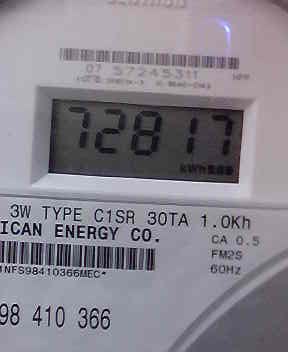 07 57245311
72817
kWh
3W TYPE C1SR 30TA 1.0Kh
ICAN ENERGY CO.
CA 0.5
FM2S
60Hz
1NFS98410366MEC*
98 410 366